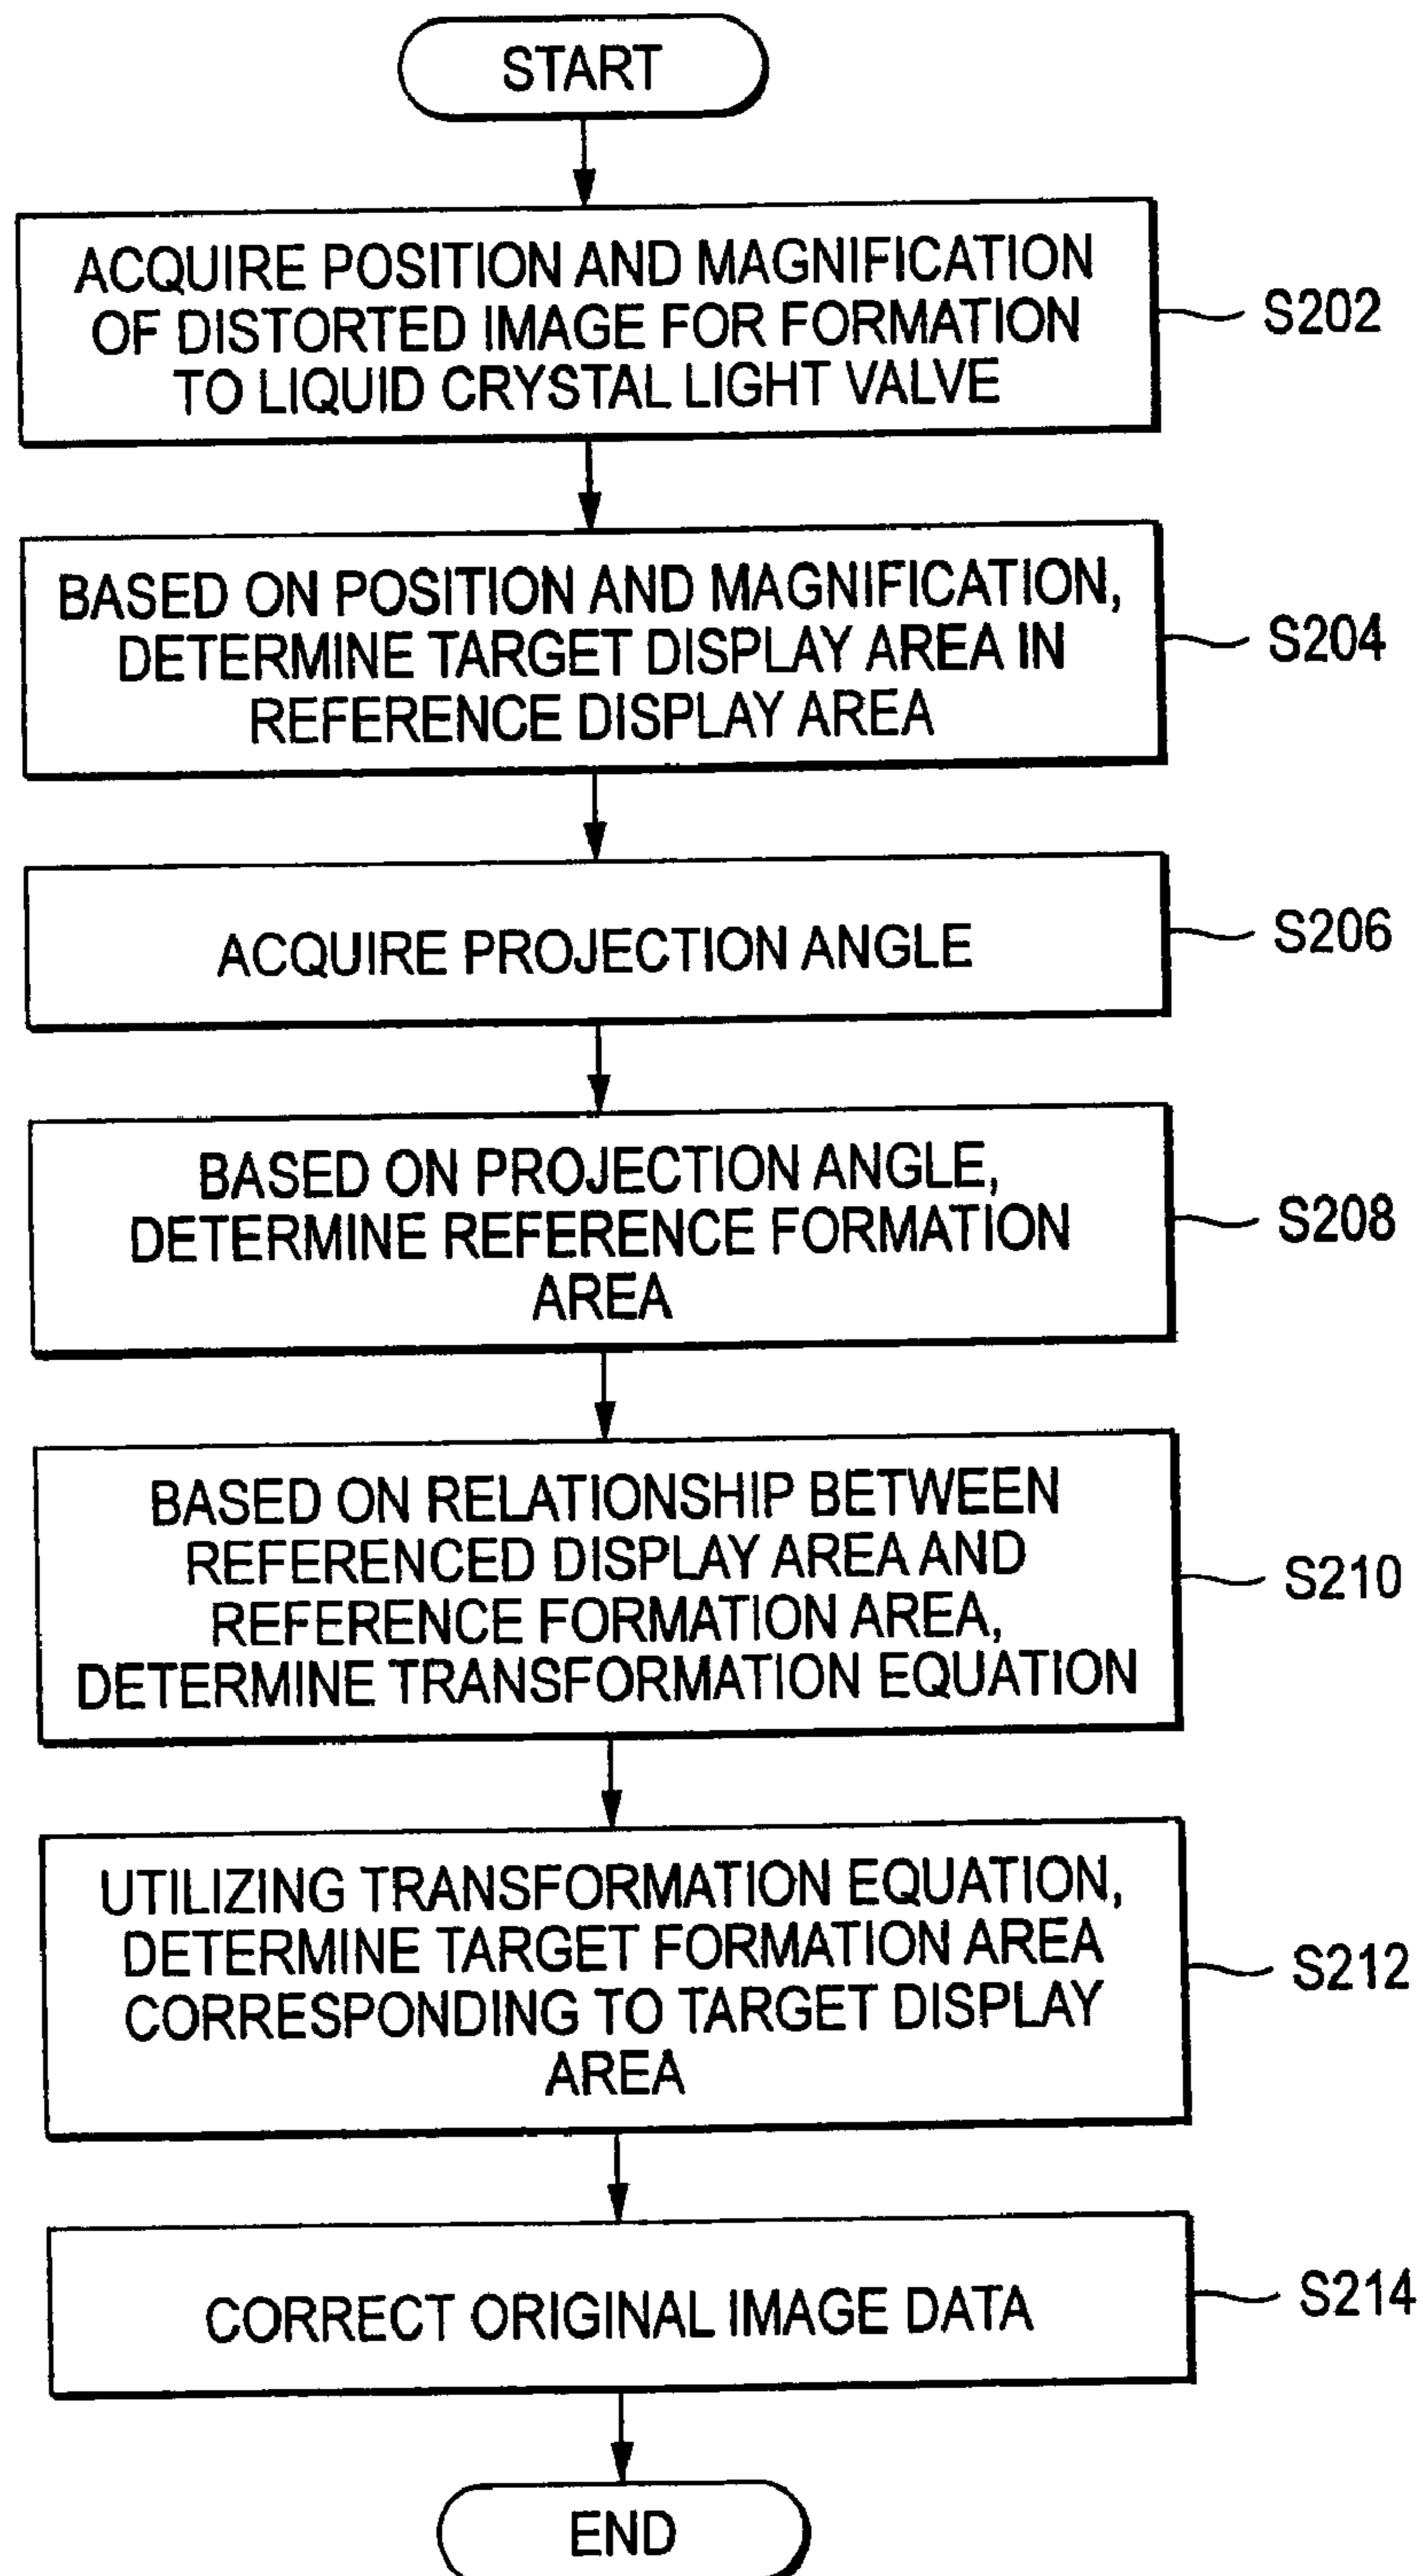 START
ACQUIRE POSITION AND MAGNIFICATION
OF DISTORTED IMAGE FOR FORMATION
TO LIQUID CRYSTAL LIGHT VALVE
S202
BASED ON POSITION AND MAGNIFICATION,
DETERMINE TARGET DISPLAY AREA IN
REFERENCE DISPLAY AREA
S204
ACQUIRE PROJECTION ANGLE
S206
BASED ON PROJECTION ANGLE,
DETERMINE REFERENCE FORMATION
AREA
S208
BASED ON RELATIONSHIP BETWEEN
REFERENCED DISPLAY AREA AND
REFERENCE FORMATION AREA,
DETERMINE TRANSFORMATION EQUATION
S210
UTILIZING TRANSFORMATION EQUATION,
DETERMINE TARGET FORMATION AREA
CORRESPONDING TO TARGET DISPLAY
AREA
S212
CORRECT ORIGINAL IMAGE DATA
S214
END